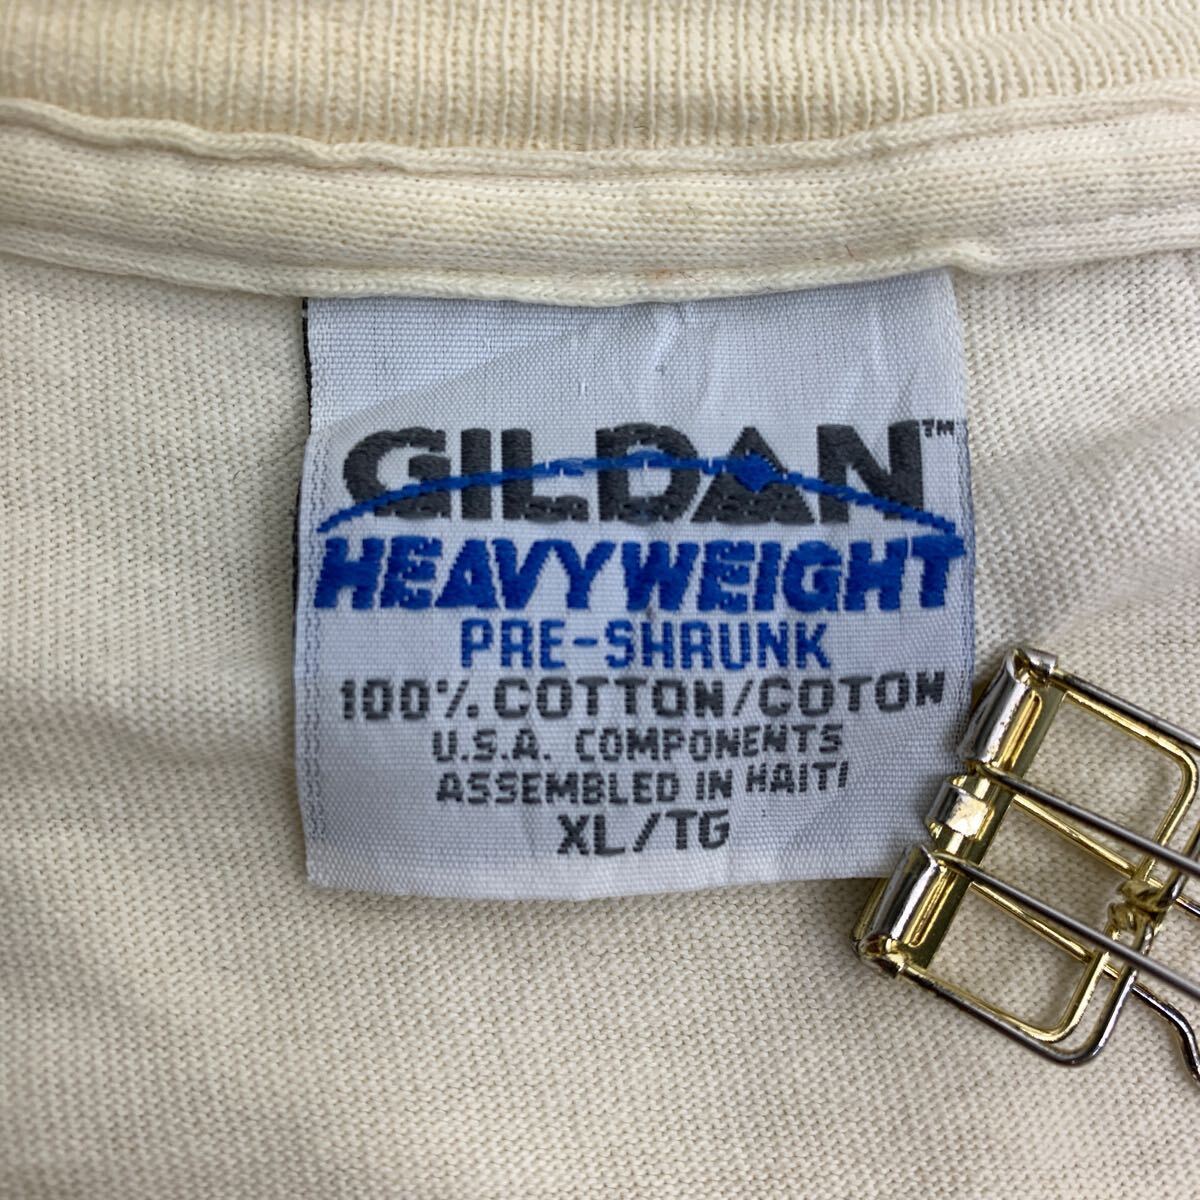 GILDAN™
HEAVYWEIGHT
PRE-SHRUNK
100% COTTON/COTON
U.S.A. COMPONENTS
ASSEMBLED IN HAITI
XL/TG